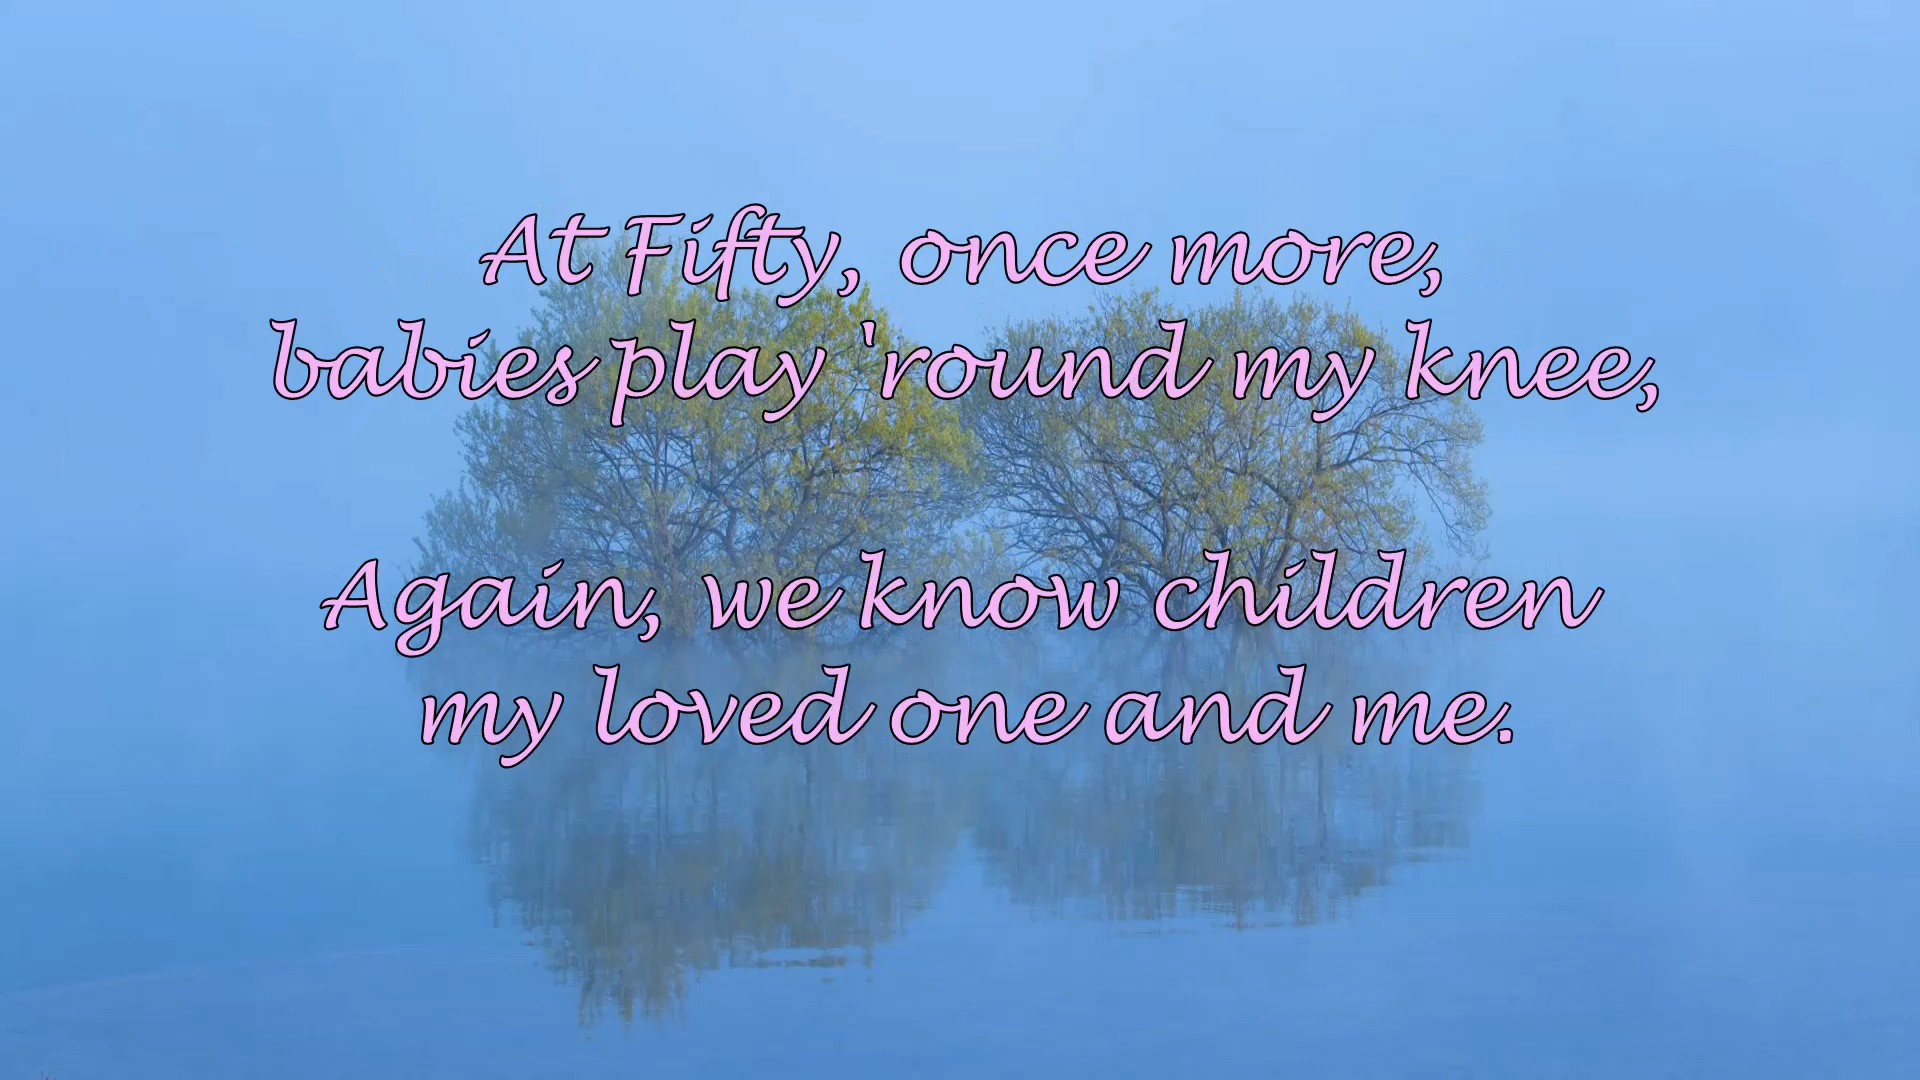 At Fifty, once more,
babies play 'round my knee,
Again, we know children
my loved one and me.